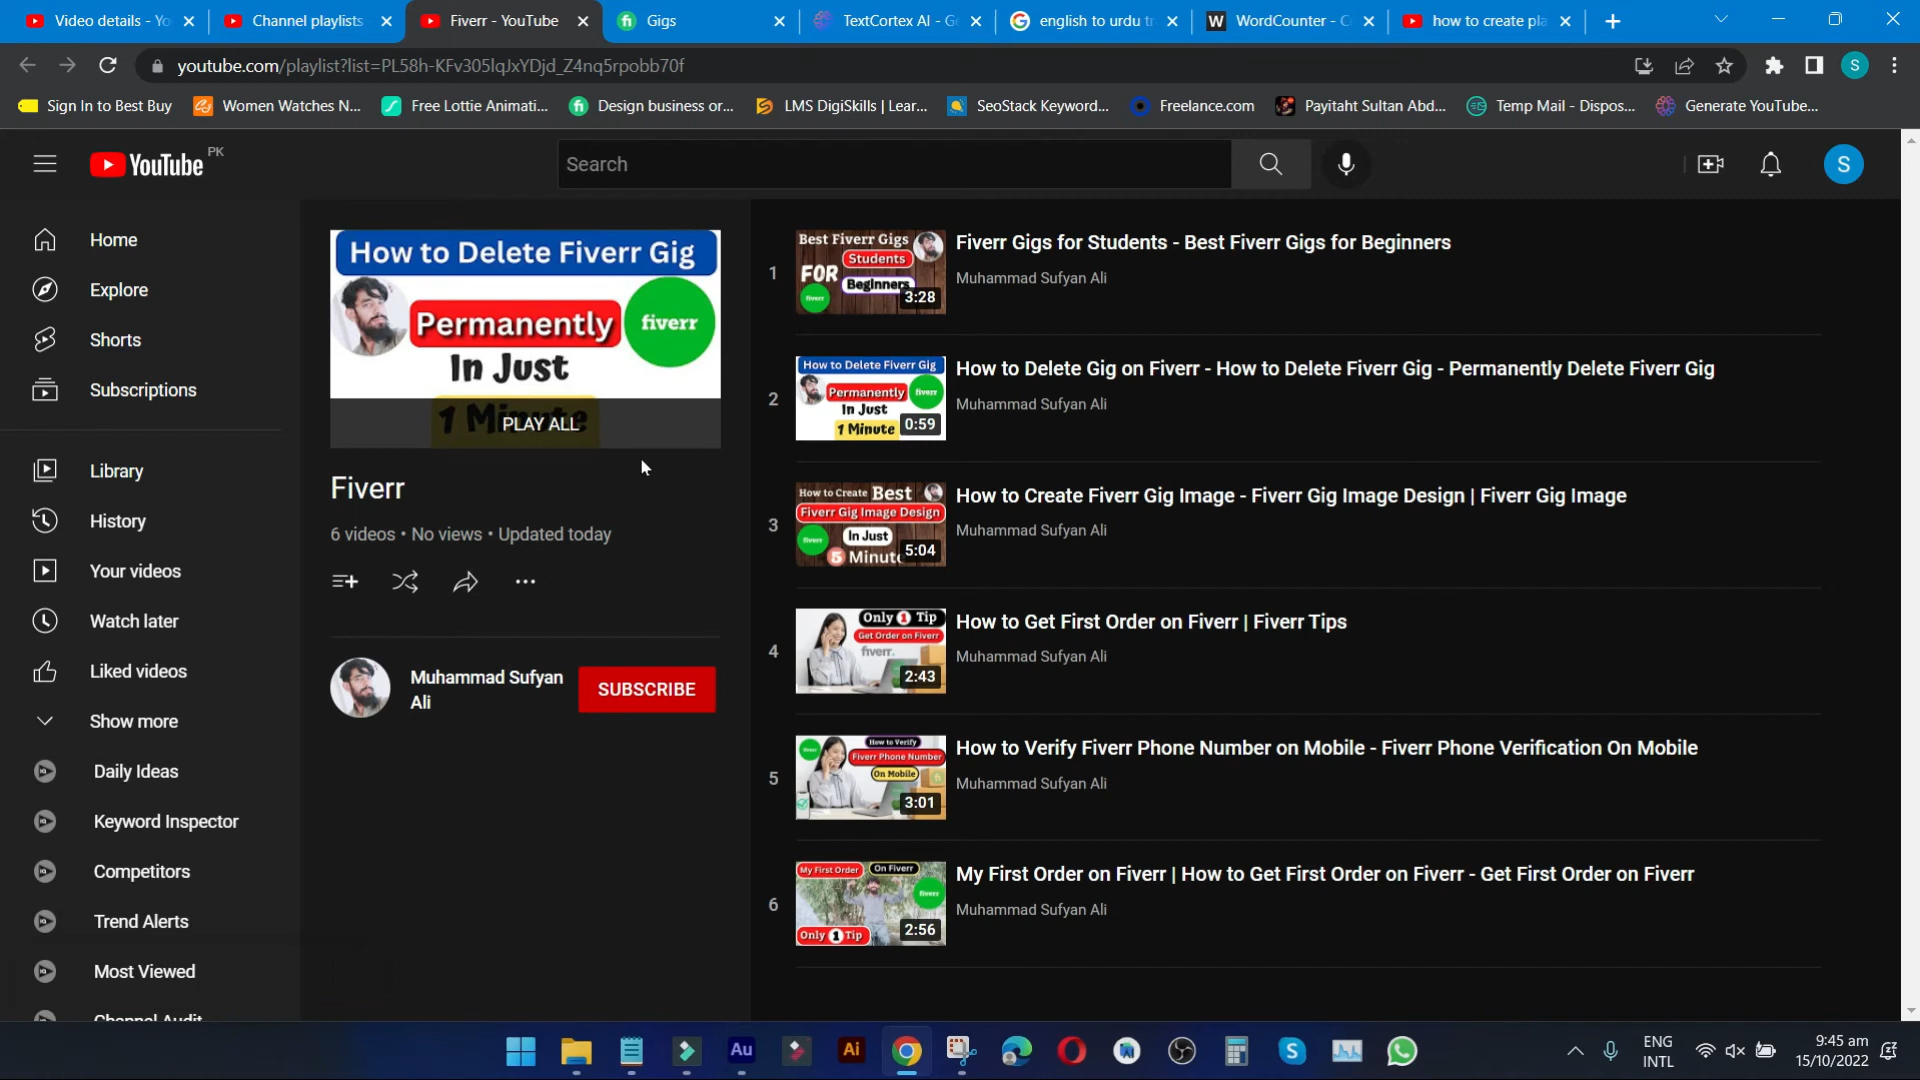 Video details - Yo
Channel playlists
Fiverr - YouTube
Gigs
TextCortex AI - Ge
english to urdu tr
WordCounter - C
how to create pla
youtube.com/playlist?list=PL58h-KFv305lqJxYDjd_Z4nq5rpobb70f
S
Sign In to Best Buy
Women Watches N...
Free Lottie Animati...
Design business or...
LMS DigiSkills | Lear...
SeoStack Keyword...
Freelance.com
Payitaht Sultan Abd...
Temp Mail - Dispos...
Generate YouTube...
YouTube PK
Search
S
Home
Explore
Shorts
Subscriptions
Library
History
Your videos
Watch later
Liked videos
Show more
Daily Ideas
Keyword Inspector
Competitors
Trend Alerts
Most Viewed
Channel Audit
How to Delete Fiverr Gig
Permanently
fiverr
In Just
1 Minute
PLAY ALL
Fiverr
6 videos • No views • Updated today
Muhammad Sufyan
Ali
SUBSCRIBE
1
Best Fiverr Gigs
Students
FOR
Beginners
fiverr
3:28
Fiverr Gigs for Students - Best Fiverr Gigs for Beginners
Muhammad Sufyan Ali
2
How to Delete Fiverr Gig
Permanently
fiverr
In Just
1 Minute
0:59
How to Delete Gig on Fiverr - How to Delete Fiverr Gig - Permanently Delete Fiverr Gig
Muhammad Sufyan Ali
3
How to Create Best
Fiverr Gig Image Design
fiverr
In Just
5 Minute
5:04
How to Create Fiverr Gig Image - Fiverr Gig Image Design | Fiverr Gig Image
Muhammad Sufyan Ali
4
Only 1 Tip
Get Order on Fiverr
fiverr.
2:43
How to Get First Order on Fiverr | Fiverr Tips
Muhammad Sufyan Ali
5
How to Verify
Fiverr Phone Number
On Mobile
3:01
How to Verify Fiverr Phone Number on Mobile - Fiverr Phone Verification On Mobile
Muhammad Sufyan Ali
6
My First Order
On Fiverr
fiverr
Only 1 Tip
2:56
My First Order on Fiverr | How to Get First Order on Fiverr - Get First Order on Fiverr
Muhammad Sufyan Ali
Au
Ai
ENG
INTL
9:45 am
15/10/2022